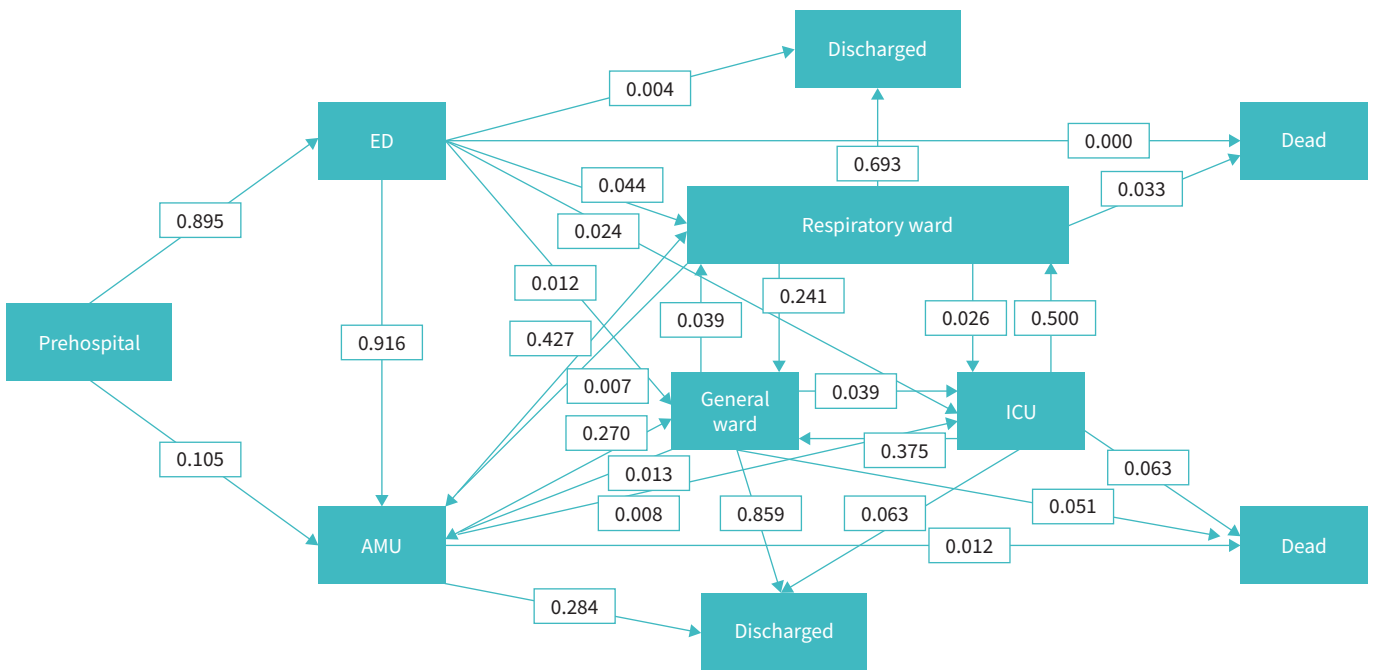 Discharged
0.004
ED
0.000
Dead
0.693
0.044
0.033
0.895
0.024
Respiratory ward
0.012
0.241
0.039
0.026
0.500
0.427
Prehospital
0.916
0.007
0.039
General
ward
ICU
0.270
0.375
0.105
0.013
0.063
0.008
0.859
0.063
0.051
AMU
0.012
Dead
0.284
Discharged